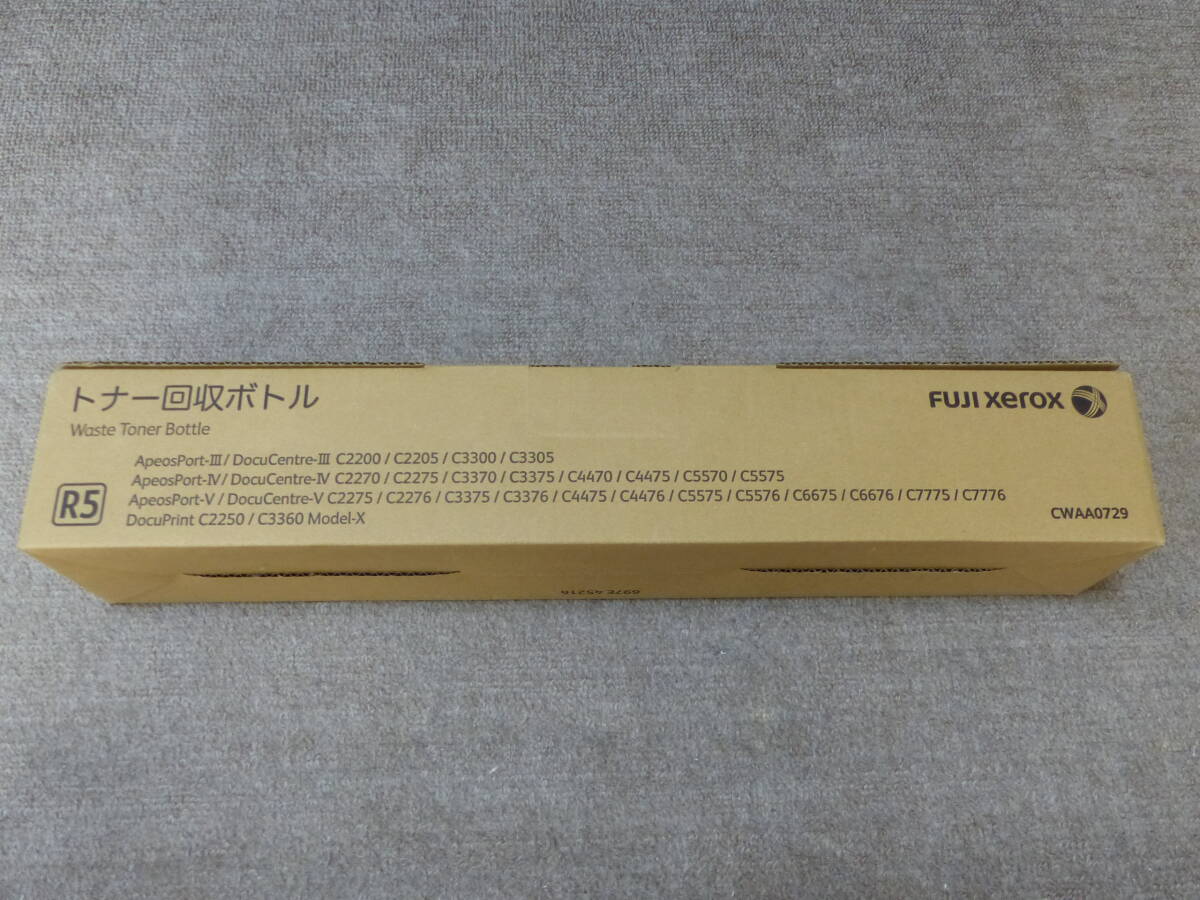 トナー回収ボトル
Waste Toner Bottle
FUJI xerox
ApeosPort-Ⅲ / DocuCentre-Ⅲ C2200 / C2205 / C3300 / C3305
ApeosPort-Ⅳ / DocuCentre-Ⅳ C2270 / C2275 / C3370 / C3375 / C4470 / C4475 / C5570 / C5575
ApeosPort-Ⅴ / DocuCentre-Ⅴ C2275 / C2276 / C3375 / C3376 / C4475 / C4476 / C5575 / C5576 / C6675 / C6676 / C7775 / C7776
DocuPrint C2250 / C3360 Model-X
R5
CWAA0729
697E 45216